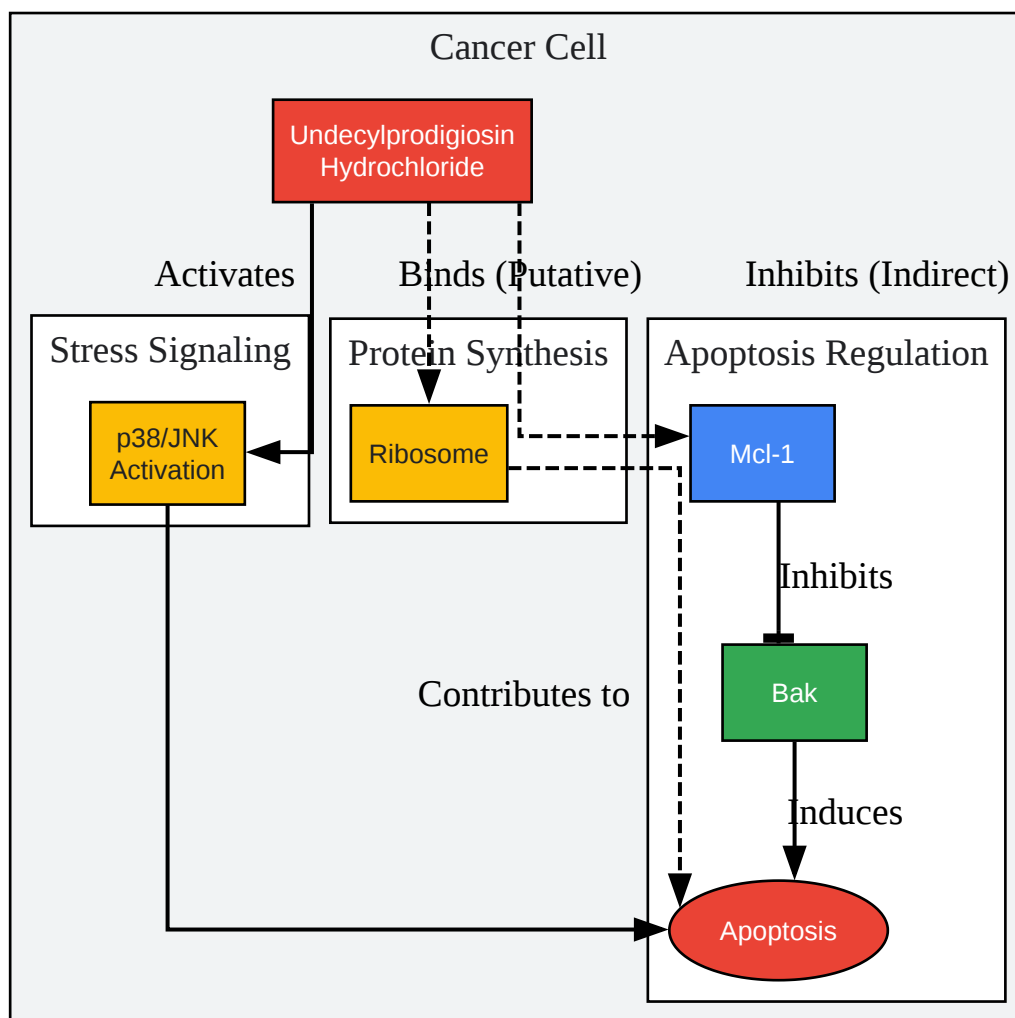 Cancer Cell
Undecylprodigiosin
Hydrochloride
Activates
Binds (Putative)
Inhibits (Indirect)
Stress Signaling
Protein Synthesis
Apoptosis Regulation
p38/JNK
Activation
Ribosome
Mcl-1
Inhibits
Contributes to
Bak
Induces
Apoptosis